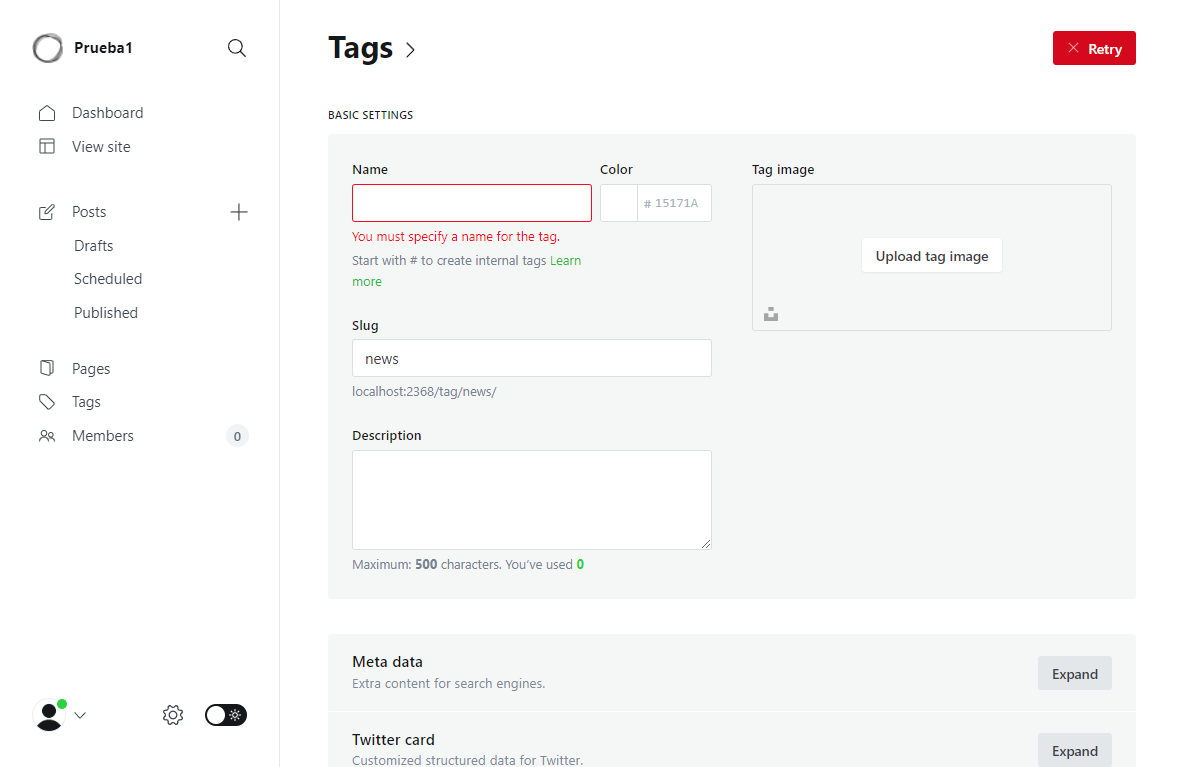 Prueba1
Dashboard
View site
Posts
Drafts
Scheduled
Published
Pages
Tags
Members
0
Tags
Retry
BASIC SETTINGS
Name
Color
# 15171A
You must specify a name for the tag.
Start with # to create internal tags Learn
more
Slug
news
localhost:2368/tag/news/
Description
Maximum: 500 characters. You've used 0
Tag image
Upload tag image
Meta data
Extra content for search engines.
Expand
Twitter card
Customized structured data for Twitter.
Expand